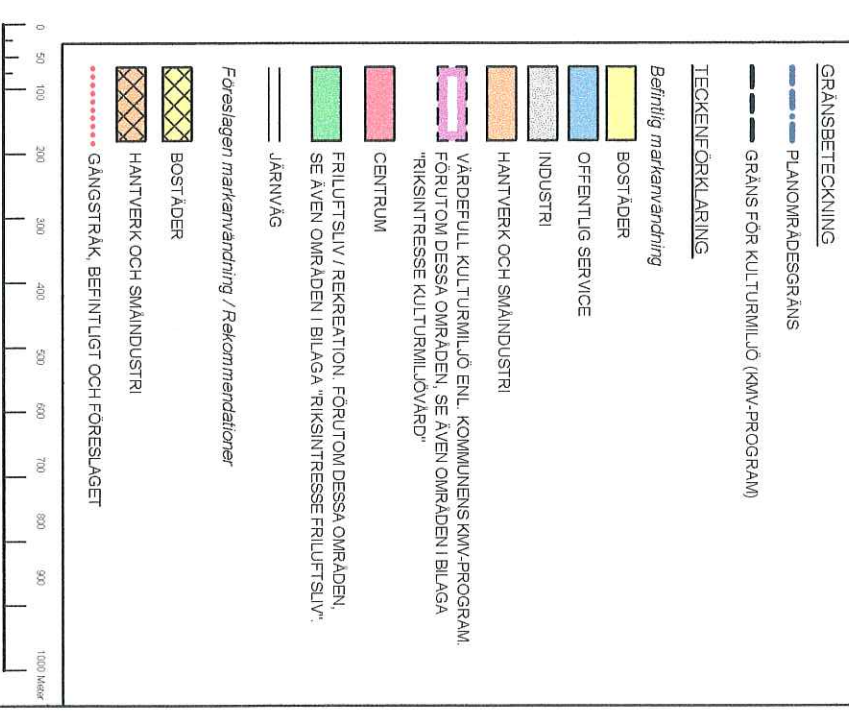 GRÄNSBETECKNING
PLANOMRÅDESGRÄNS
GRÄNS FÖR KULTURMILJÖ (KMV-PROGRAM)
TECKENFÖRKLARING
Befintlig markanvändning
BOSTÄDER
OFFENTLIG SERVICE
INDUSTRI
HANTVERK OCH SMÅINDUSTRI
VÄRDEFULL KULTURMILJÖ ENL. KOMMUNENS KMV-PROGRAM.
FÖRUTOM DESSA OMRÅDEN, SE ÄVEN OMRÅDEN I BILAGA
"RIKSINTRESSE KULTURMILJÖVÅRD"
CENTRUM
FRILUFTSLIV / REKREATION. FÖRUTOM DESSA OMRÅDEN,
SE ÄVEN OMRÅDEN I BILAGA "RIKSINTRESSE FRILUFTSLIV".
JÄRNVÄG
Föreslagen markanvändning / Rekommendationer
BOSTÄDER
HANTVERK OCH SMÅINDUSTRI
GÅNGSTRÅK, BEFINTLIGT OCH FÖRESLAGET
0 50 100 200 300 400 500 600 700 800 900 1000 Meter